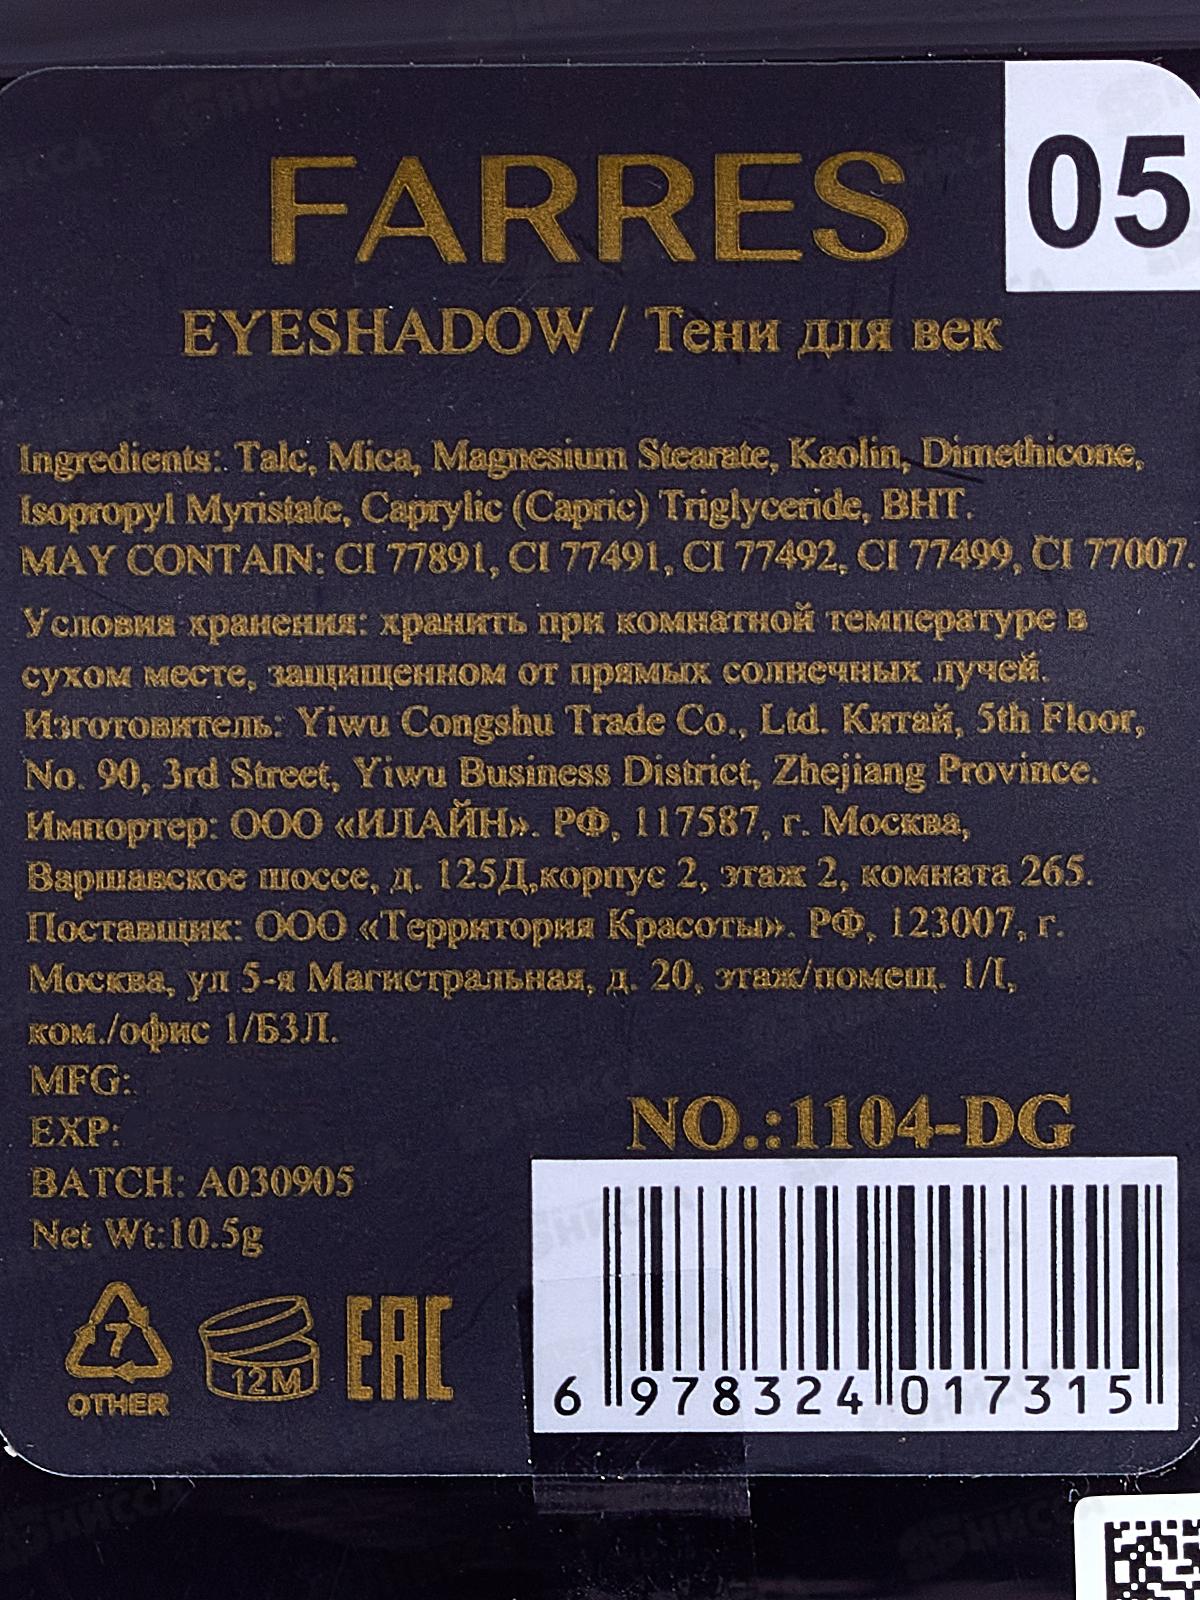 05
FARRES
EYESHADOW / Тени для век
Ingredients: Talc, Mica, Magnesium Stearate, Kaolin, Dimethicone,
Isopropyl Myristate, Caprylic (Capric) Triglyceride, BHT.
MAY CONTAIN: CI 77891, CI 77491, CI 77492, CI 77499, CI 77007.
Условия хранения: хранить при комнатной температуре в
сухом месте, защищенном от прямых солнечных лучей.
Изготовитель: Yiwu Congshu Trade Co., Ltd. Китай, 5th Floor,
No. 90, 3rd Street, Yiwu Business District, Zhejiang Province.
Импортер: ООО «ИЛАЙН». РФ, 117587, г. Москва,
Варшавское шоссе, д. 125Д,корпус 2, этаж 2, комната 265.
Поставщик: ООО «Территория Красоты». РФ, 123007, г.
Москва, ул 5-я Магистральная, д. 20, этаж/помещ. 1/I,
ком./офис 1/Б3Л.
MFG:
EXP:
BATCH: A030905
Net Wt:10.5g
NO.:1104-DG
7
OTHER
12M
EAC
6 978324 017315